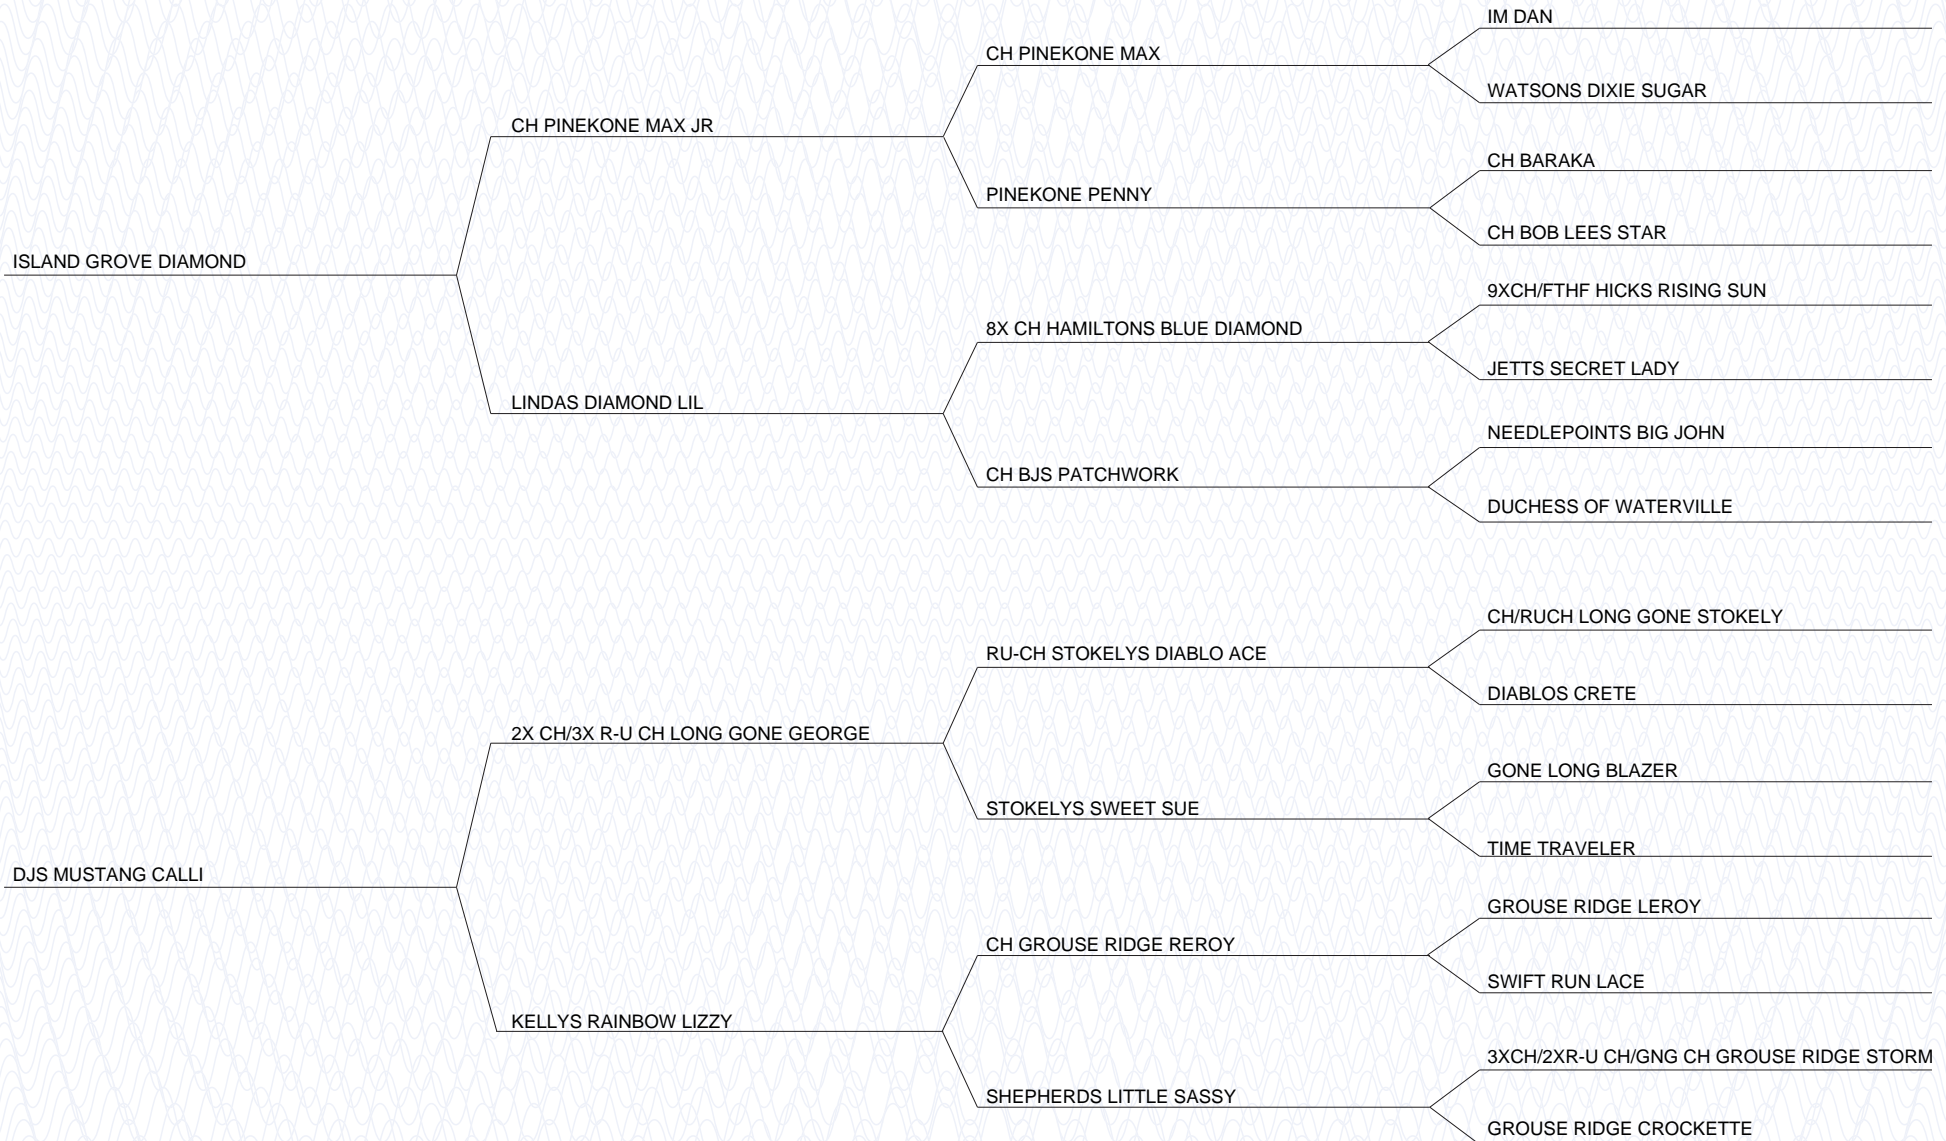 IM DAN
CH PINEKONE MAX
WATSONS DIXIE SUGAR
CH PINEKONE MAX JR
CH BARAKA
PINEKONE PENNY
CH BOB LEES STAR
ISLAND GROVE DIAMOND
9XCH/FTHF HICKS RISING SUN
8X CH HAMILTONS BLUE DIAMOND
JETTS SECRET LADY
LINDAS DIAMOND LIL
NEEDLEPOINTS BIG JOHN
CH BJS PATCHWORK
DUCHESS OF WATERVILLE
CH/RUCH LONG GONE STOKELY
RU-CH STOKELYS DIABLO ACE
DIABLOS CRETE
2X CH/3X R-U CH LONG GONE GEORGE
GONE LONG BLAZER
STOKELYS SWEET SUE
TIME TRAVELER
DJS MUSTANG CALLI
GROUSE RIDGE LEROY
CH GROUSE RIDGE REROY
SWIFT RUN LACE
KELLYS RAINBOW LIZZY
3XCH/2XR-U CH/GNG CH GROUSE RIDGE STORM
SHEPHERDS LITTLE SASSY
GROUSE RIDGE CROCKETTE